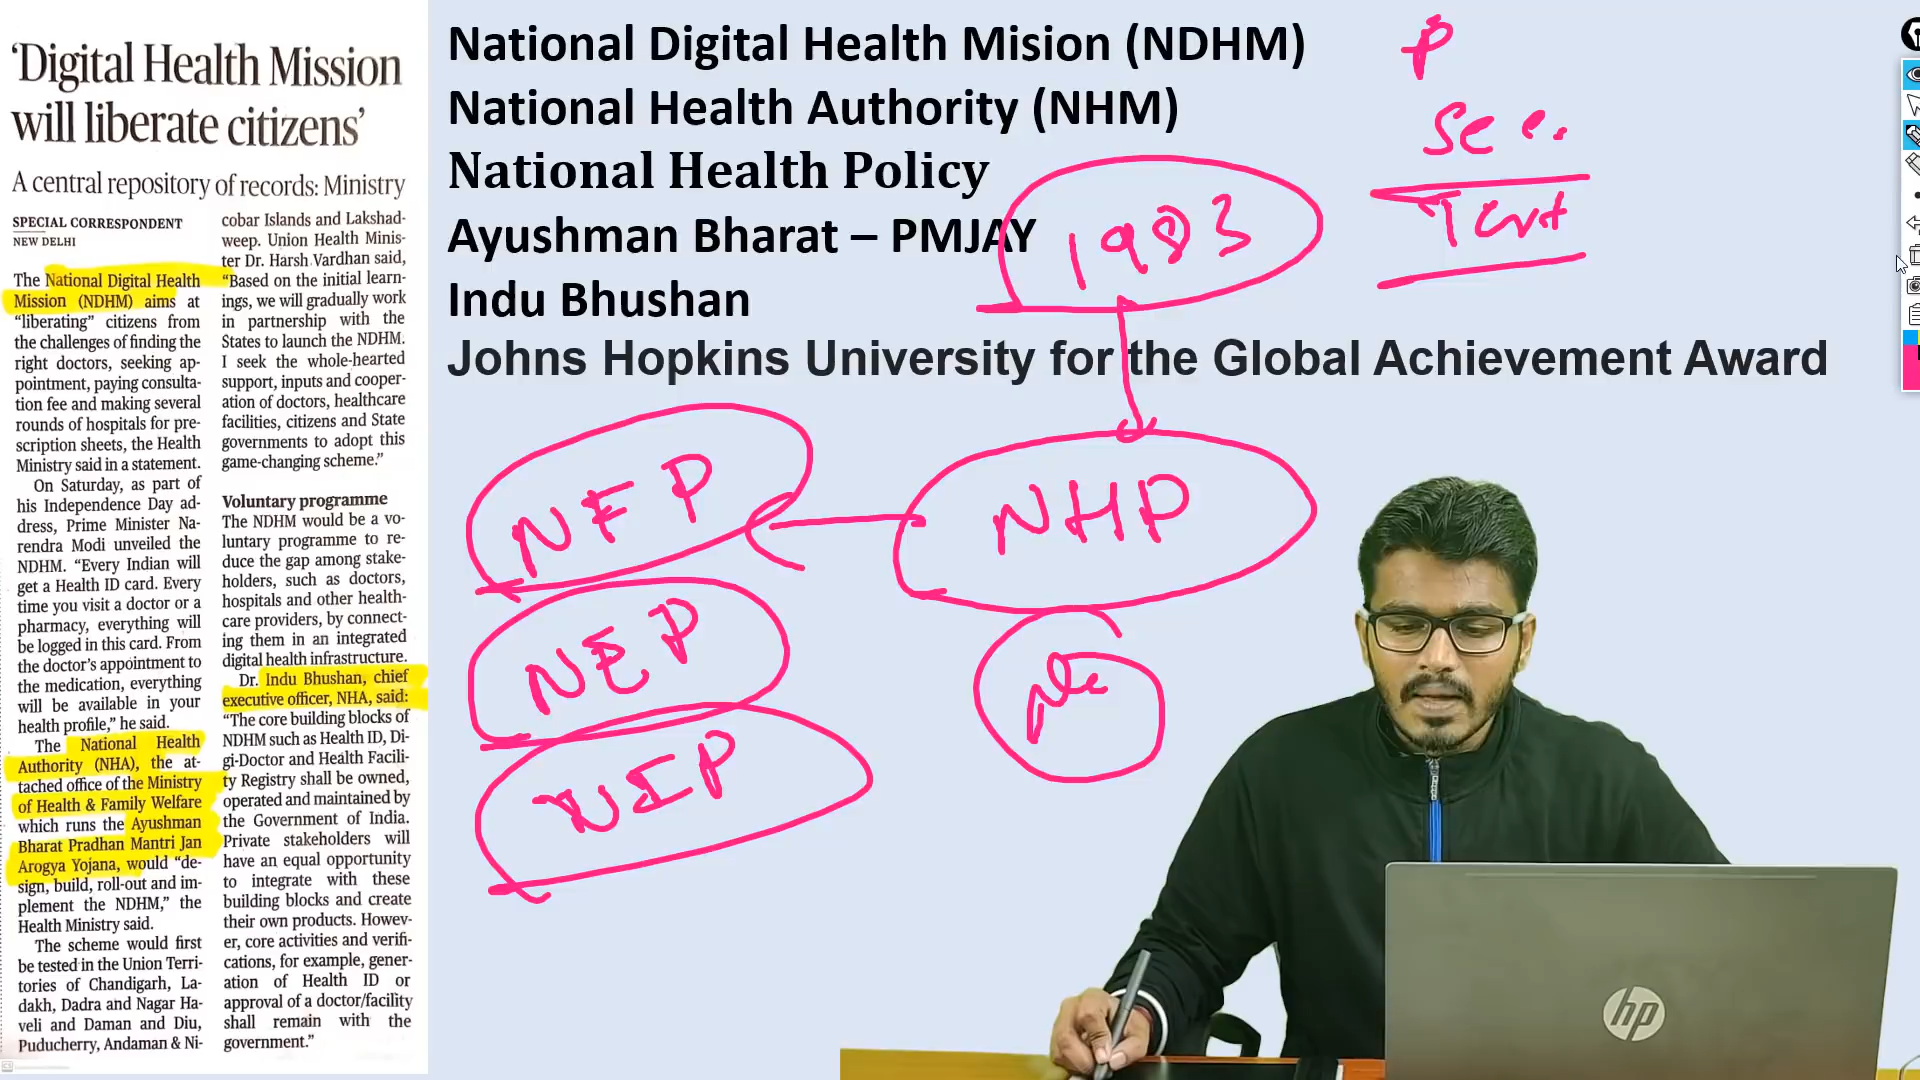 ‘Digital Health Mission
will liberate citizens’
A central repository of records: Ministry
SPECIAL CORRESPONDENT
NEW DELHI
The National Digital Health
Mission (NDHM) aims at
“liberating” citizens from
the challenges of finding the
right doctors, seeking ap-
pointment, paying consulta-
tion fee and making several
rounds of hospitals for pre-
scription sheets, the Health
Ministry said in a statement.
On Saturday, as part of
his Independence Day ad-
dress, Prime Minister Na-
rendra Modi unveiled the
NDHM. “Every Indian will
get a Health ID card. Every
time you visit a doctor or a
pharmacy, everything will
be logged in this card. From
the doctor’s appointment to
the medication, everything
will be available in your
health profile,” he said.
The National Health
Authority (NHA), the at-
tached office of the Ministry
of Health & Family Welfare
which runs the Ayushman
Bharat Pradhan Mantri Jan
Arogya Yojana, would “de-
sign, build, roll-out and im-
plement the NDHM,” the
Health Ministry said.
The scheme would first
be tested in the Union Terri-
tories of Chandigarh, La-
dakh, Dadra and Nagar Ha-
veli and Daman and Diu,
Puducherry, Andaman & Ni-
cobar Islands and Lakshad-
weep. Union Health Minis-
ter Dr. Harsh Vardhan said,
“Based on the initial learn-
ings, we will gradually work
in partnership with the
States to launch the NDHM.
I seek the whole-hearted
support, inputs and cooper-
ation of doctors, healthcare
facilities, citizens and State
governments to adopt this
game-changing scheme.”
Voluntary programme
The NDHM would be a vo-
luntary programme to re-
duce the gap among stake-
holders, such as doctors,
hospitals and other health-
care providers, by connect-
ing them in an integrated
digital health infrastructure.
Dr. Indu Bhushan, chief
executive officer, NHA, said:
“The core building blocks of
NDHM such as Health ID, Di-
gi-Doctor and Health Facili-
ty Registry shall be owned,
operated and maintained by
the Government of India.
Private stakeholders will
have an equal opportunity
to integrate with these
building blocks and create
their own products. Howev-
er, core activities and verifi-
cations, for example, gener-
ation of Health ID or
approval of a doctor/facility
shall remain with the
government.”
National Digital Health Mision (NDHM)
National Health Authority (NHM)
National Health Policy
Ayushman Bharat – PMJAY
Indu Bhushan
Johns Hopkins University for the Global Achievement Award
P
Sec.
Tert
1983
NHP
NFP
NEP
NIP
hp